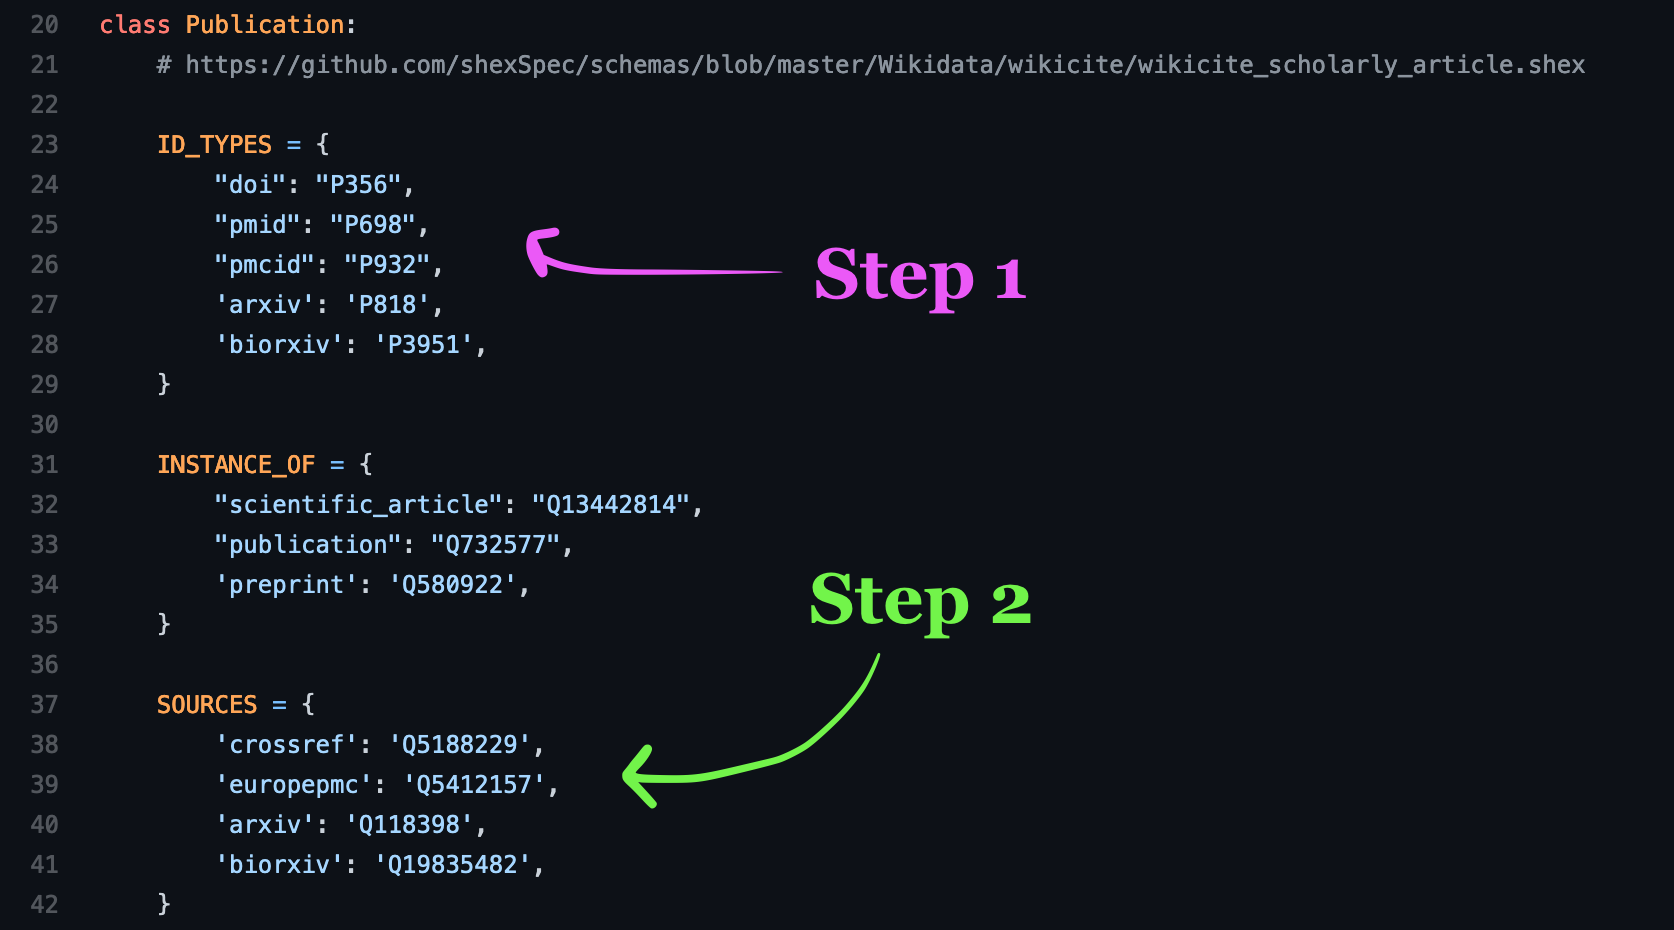 20 class Publication:
21 # https://github.com/shexSpec/schemas/blob/master/Wikidata/wikicite/wikicite_scholarly_article.shex
22
23 ID_TYPES = {
24 "doi": "P356",
25 "pmid": "P698",
26 "pmcid": "P932",
Step 1
27 'arxiv': 'P818',
28 'biorxiv': 'P3951',
29 }
30
31 INSTANCE_OF = {
32 "scientific_article": "Q13442814",
33 "publication": "Q732577",
34 'preprint': 'Q580922',
Step 2
35 }
36
37 SOURCES = {
38 'crossref': 'Q5188229',
39 'europepmc': 'Q5412157',
40 'arxiv': 'Q118398',
41 'biorxiv': 'Q19835482',
42 }